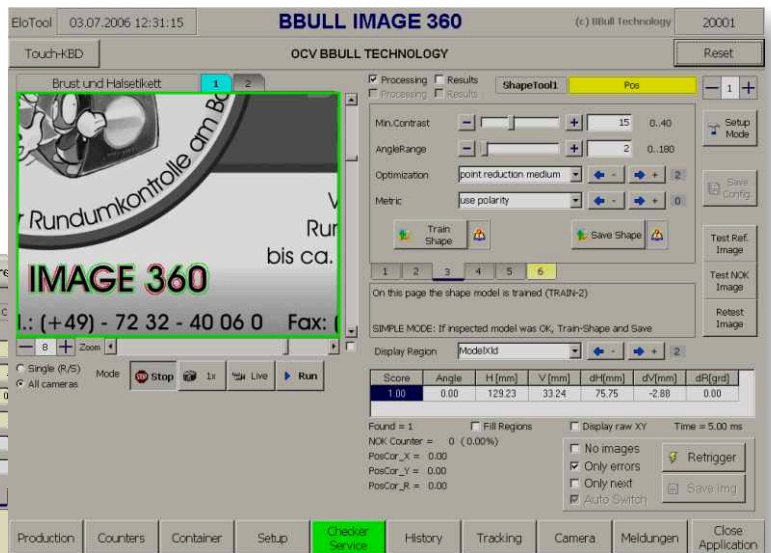 EloTool 03.07.2006 12:31:15 BBULL IMAGE 360 (c) BBull Technology 20001
Touch-KBD OCV BBULL TECHNOLOGY Reset
Brust und Halsetikett 1 2
Processing Results ShapeTool1 Pos 1
Processing Results
Min.Contrast 15 0..40 Setup Mode
AngleRange 2 0..180
Optimization point reduction medium - + 2
Metric use polarity - + 0 Save Config
Train Shape Save Shape
Test Ref. Image
1 2 3 4 5 6 Test NOK Image
On this page the shape model is trained (TRAIN-2)
SIMPLE MODE: If inspected model was OK, Train-Shape and Save Retest Image
Rundumkontrolle am
bis ca.
IMAGE 360
.: (+49) - 72 32 - 40 06 0 Fax: (
8 Zoom Display Region ModelXld - + 2
Single (R/S)
All cameras
Mode Stop 1x Live Run
Score Angle H [mm] V [mm] dH[mm] dV[mm] dR[grd]
1.00 0.00 129.23 33.24 75.75 -2.88 0.00
Found = 1 Fill Regions Display raw XY Time = 5.00 ms
NOK Counter = 0 ( 0.00%) No images
PosCor_X = 0.00 Only errors Retrigger
PosCor_Y = 0.00 Only next
PosCor_R = 0.00 Auto Switch Save Img
Production Counters Container Setup Checker Service History Tracking Camera Meldungen Close Application